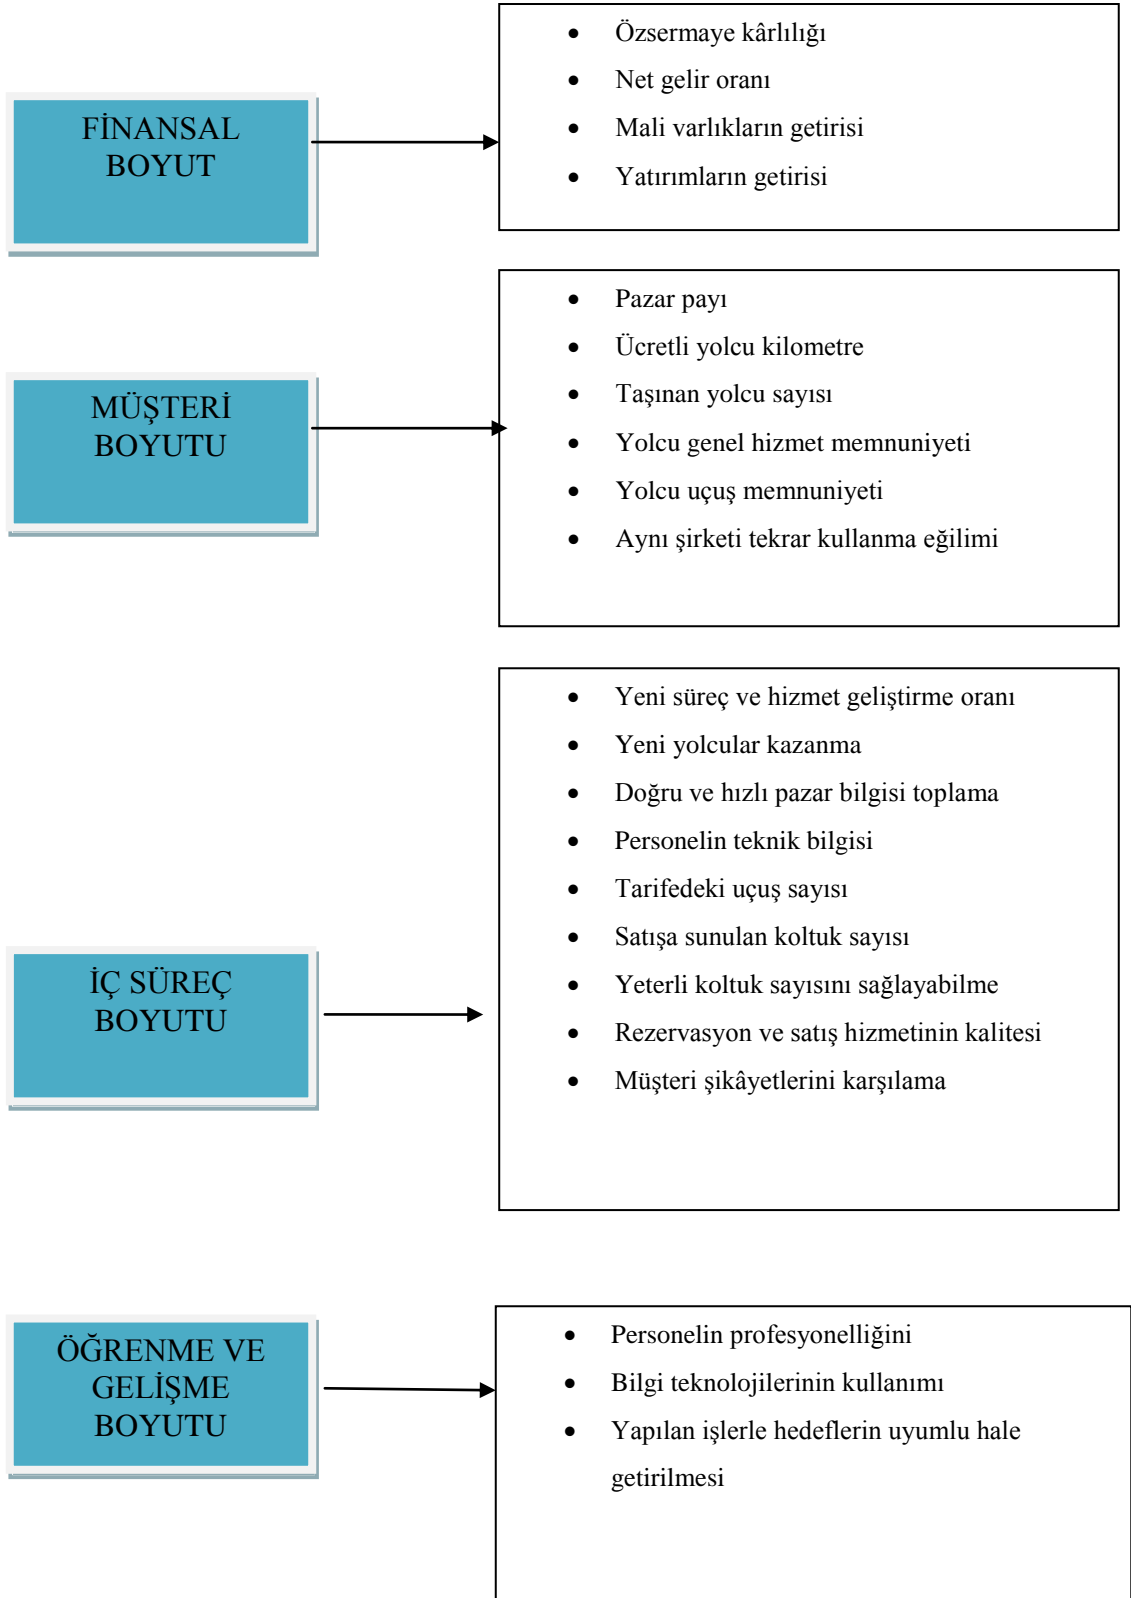 FİNANSAL
BOYUT
• Özsermaye kârlılığı
• Net gelir oranı
• Mali varlıkların getirisi
• Yatırımların getirisi
MÜŞTERİ
BOYUTU
• Pazar payı
• Ücretli yolcu kilometre
• Taşınan yolcu sayısı
• Yolcu genel hizmet memnuniyeti
• Yolcu uçuş memnuniyeti
• Aynı şirketi tekrar kullanma eğilimi
İÇ SÜREÇ
BOYUTU
• Yeni süreç ve hizmet geliştirme oranı
• Yeni yolcular kazanma
• Doğru ve hızlı pazar bilgisi toplama
• Personelin teknik bilgisi
• Tarifedeki uçuş sayısı
• Satışa sunulan koltuk sayısı
• Yeterli koltuk sayısını sağlayabilme
• Rezervasyon ve satış hizmetinin kalitesi
• Müşteri şikâyetlerini karşılama
ÖĞRENME VE
GELİŞME
BOYUTU
• Personelin profesyonelliğini
• Bilgi teknolojilerinin kullanımı
• Yapılan işlerle hedeflerin uyumlu hale
getirilmesi